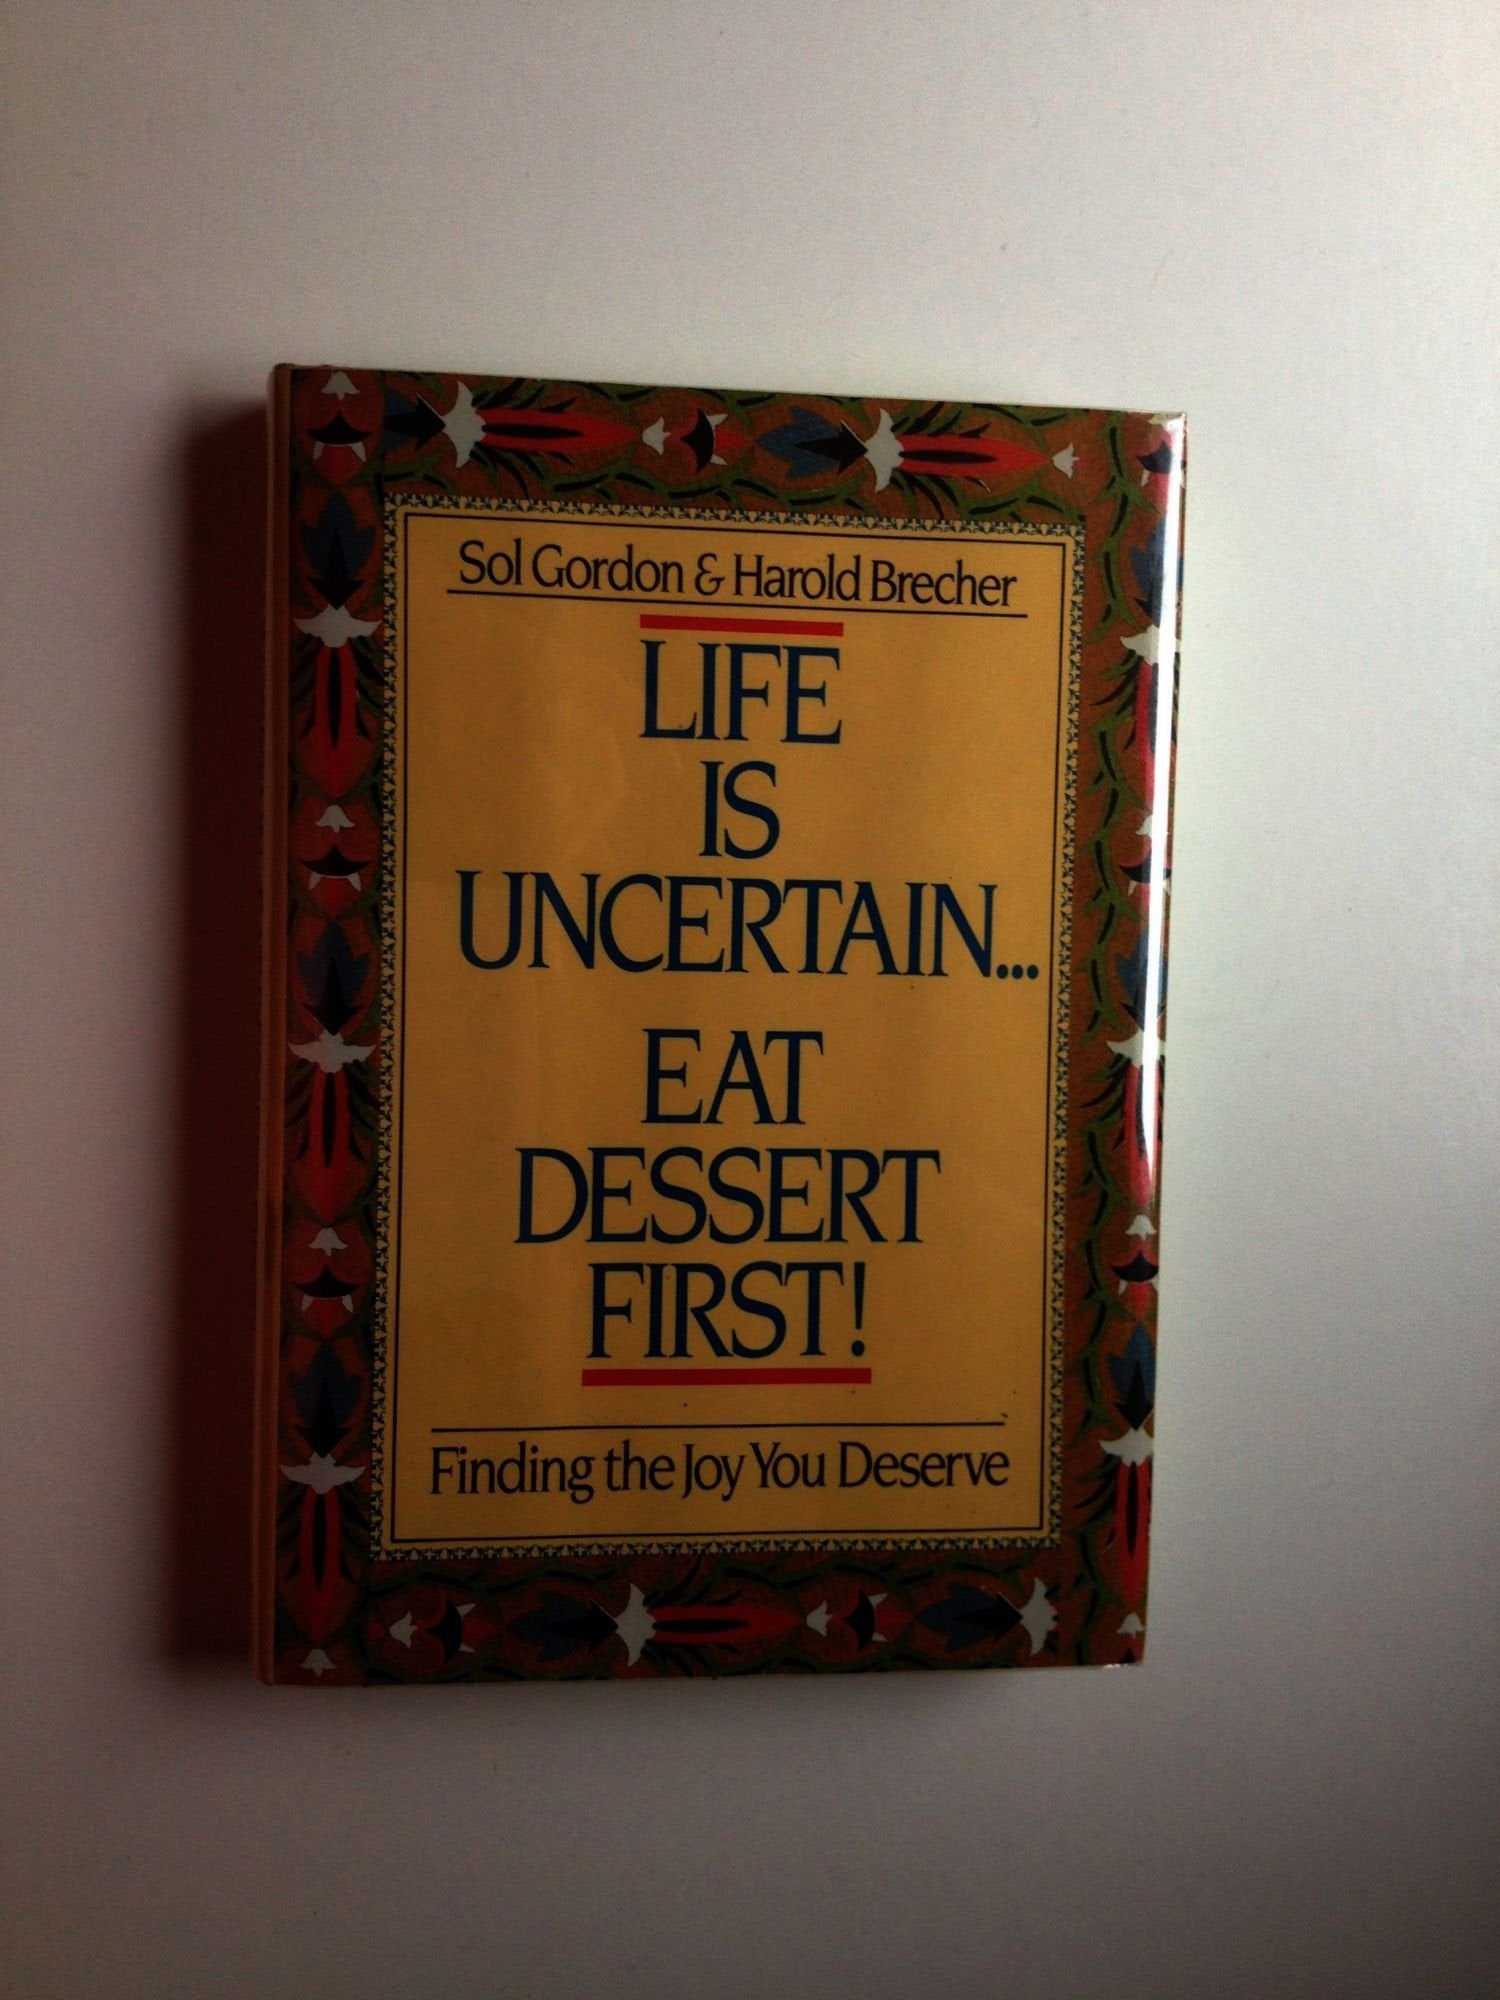 Sol Gordon & Harold Brecher
LIFE
IS
UNCERTAIN...
EAT
DESSERT
FIRST!
Finding the Joy You Deserve